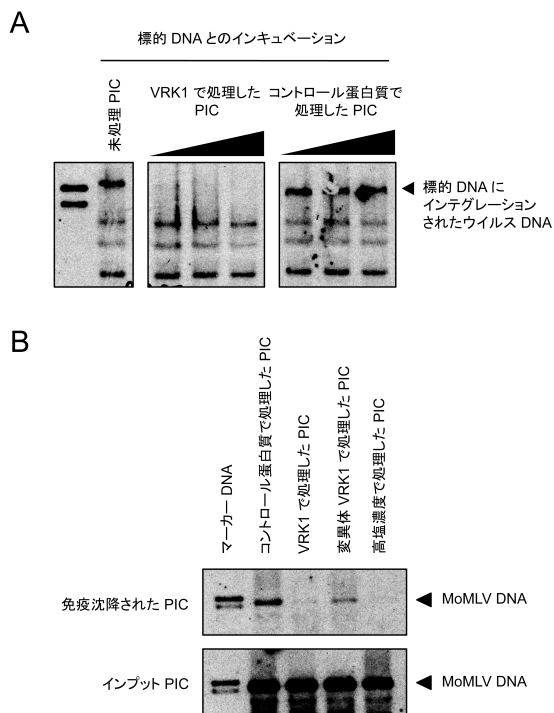 A
標的 DNA とのインキュベーション
未処理 PIC
VRK1 で処理した
PIC
コントロール蛋白質で
処理した PIC
標的 DNA に
インテグレーション
されたウイルス DNA
B
マーカー DNA
コントロール蛋白質で処理した PIC
VRK1 で処理した PIC
変異体 VRK1 で処理した PIC
高塩濃度で処理した PIC
免疫沈降された PIC
MoMLV DNA
インプット PIC
MoMLV DNA